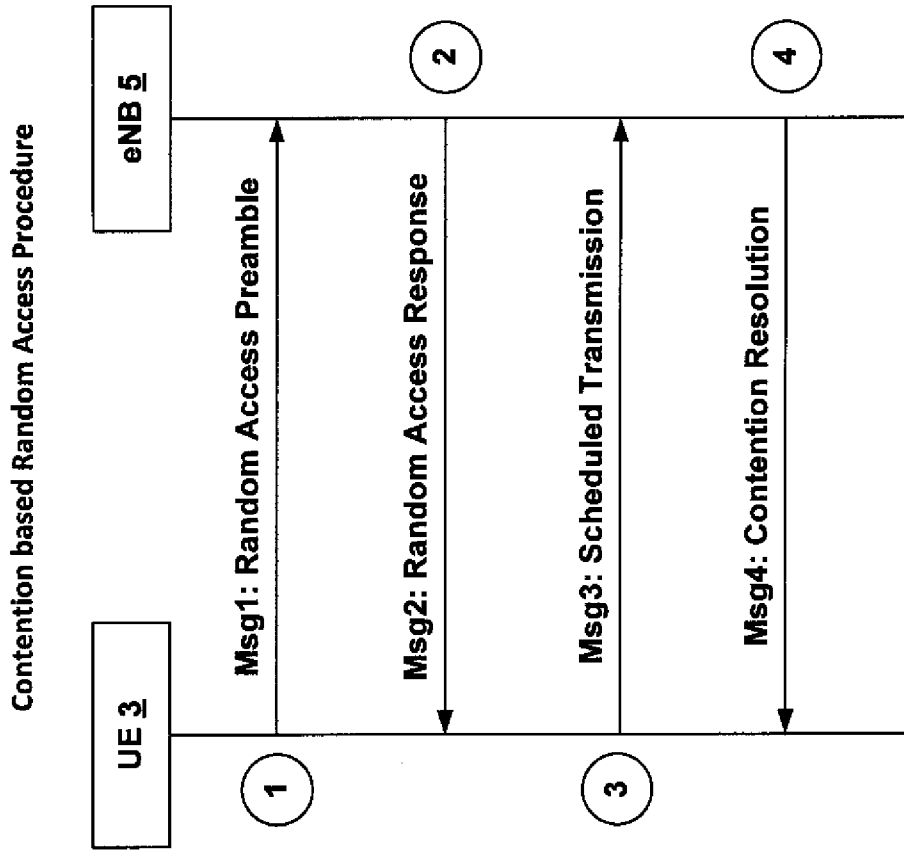 Contention based Random Access Procedure
UE 3
eNB 5
1
Msg1: Random Access Preamble
2
Msg2: Random Access Response
3
Msg3: Scheduled Transmission
4
Msg4: Contention Resolution